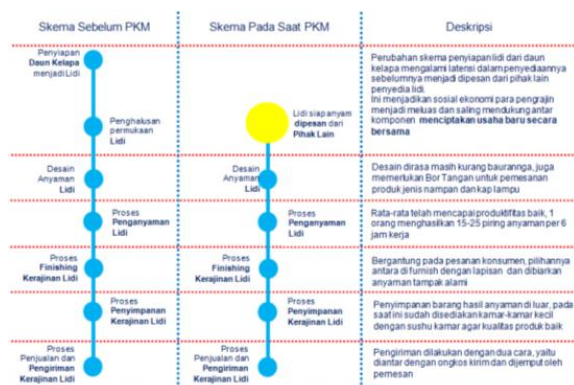 Skema Sebelum PKM
Skema Pada Saat PKM
Deskripsi
Penyiapan
Daun Kelapa
menjadi Lidi
Penghalusan
permukaan
Lidi
Lidi siap anyam
dipesan dari
Pihak Lain
Perubahan skema penyiapan lidi dari daun
kelapa mengalami latensi dalam penyediaannya
sebelumnya menjadi dipesan dari pihak lain
penyedia lidi.
Ini menjadikan sosial ekonomi para pengrajin
menjadi meluas dan saling mendukung antar
komponen menciptakan usaha baru secara
bersama
Desain
Anyaman
Lidi
Desain
Anyaman
Lidi
Desain dirasa masih kurang baurannga, juga
memerlukan Bor Tangan untuk pemesanan
produk jenis nampan dan kap lampu
Proses
Penganyaman
Lidi
Proses
Penganyaman
Lidi
Rata-rata telah mencapai produktifitas baik, 1
orang menghasilkan 15-25 piring anyaman per 6
jam kerja
Proses
Finishing
Kerajinan Lidi
Proses
Finishing
Kerajinan Lidi
Bergantung pada pesanan konsumen, pilihannya
antara di furnish dengan lapisan dan dibiarkan
anyaman tampak alami
Proses
Penyimpanan
Kerajinan Lidi
Proses
Penyimpanan
Kerajinan Lidi
Penyimpanan barang hasil anyaman di luar, pada
saat ini sudah disediakan kamar-kamar kecil
dengan sushu kamar agar kualitas produk baik
Proses
Penjualan dan
Pengiriman
Kerajinan Lidi
Proses
Penjualan dan
Pengiriman
Kerajinan Lidi
Pengiriman dilakukan dengan dua cara, yaitu
diantar dengan ongkos kirim dan dijemput oleh
pemesan